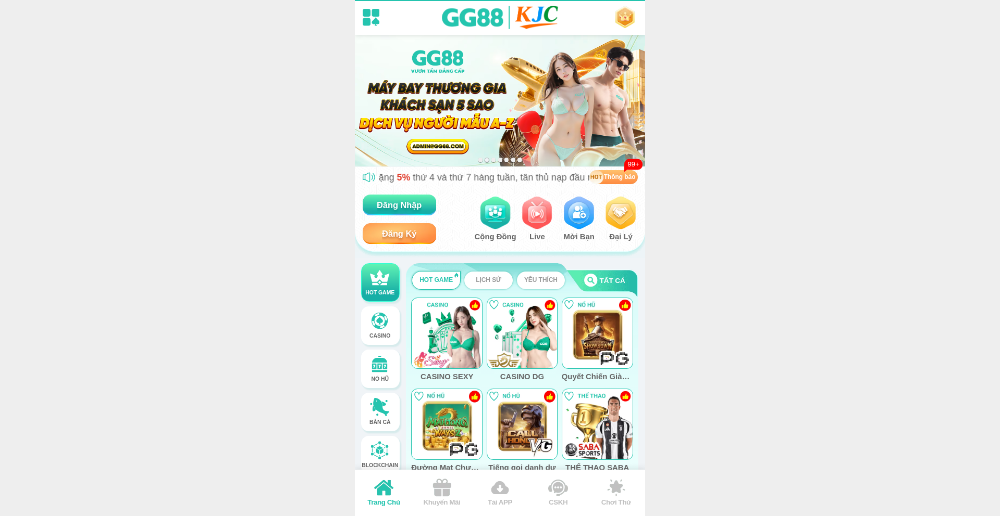 GG88 KJC
GG88
VƯƠN TẦM ĐẲNG CẤP
MÁY BAY THƯƠNG GIA
KHÁCH SẠN 5 SAO
DỊCH VỤ NGƯỜI MẪU A-Z
ADMIN@GG88.COM
99+
ặng 5% thứ 4 và thứ 7 hàng tuần, tân thủ nạp đầu
HOT Thông báo
Đăng Nhập
Đăng Ký
Cộng Đồng Live Mời Bạn Đại Lý
HOT GAME LỊCH SỬ YÊU THÍCH TẤT CẢ
HOT GAME
CASINO
NỔ HŨ
BẮN CÁ
BLOCKCHAIN
CASINO CASINO NỔ HŨ
GG88 GG88 SHOWDOWN
Sexy DG PG
CASINO SEXY CASINO DG Quyết Chiến Già…
NỔ HŨ NỔ HŨ THỂ THAO
MAHJONG WAYS 2 CALL HONO
PG VG SABA SPORTS
Đường Mạt Chư… Tiếng gọi danh dự THỂ THAO SABA
Trang Chủ Khuyến Mãi Tải APP CSKH Chơi Thử